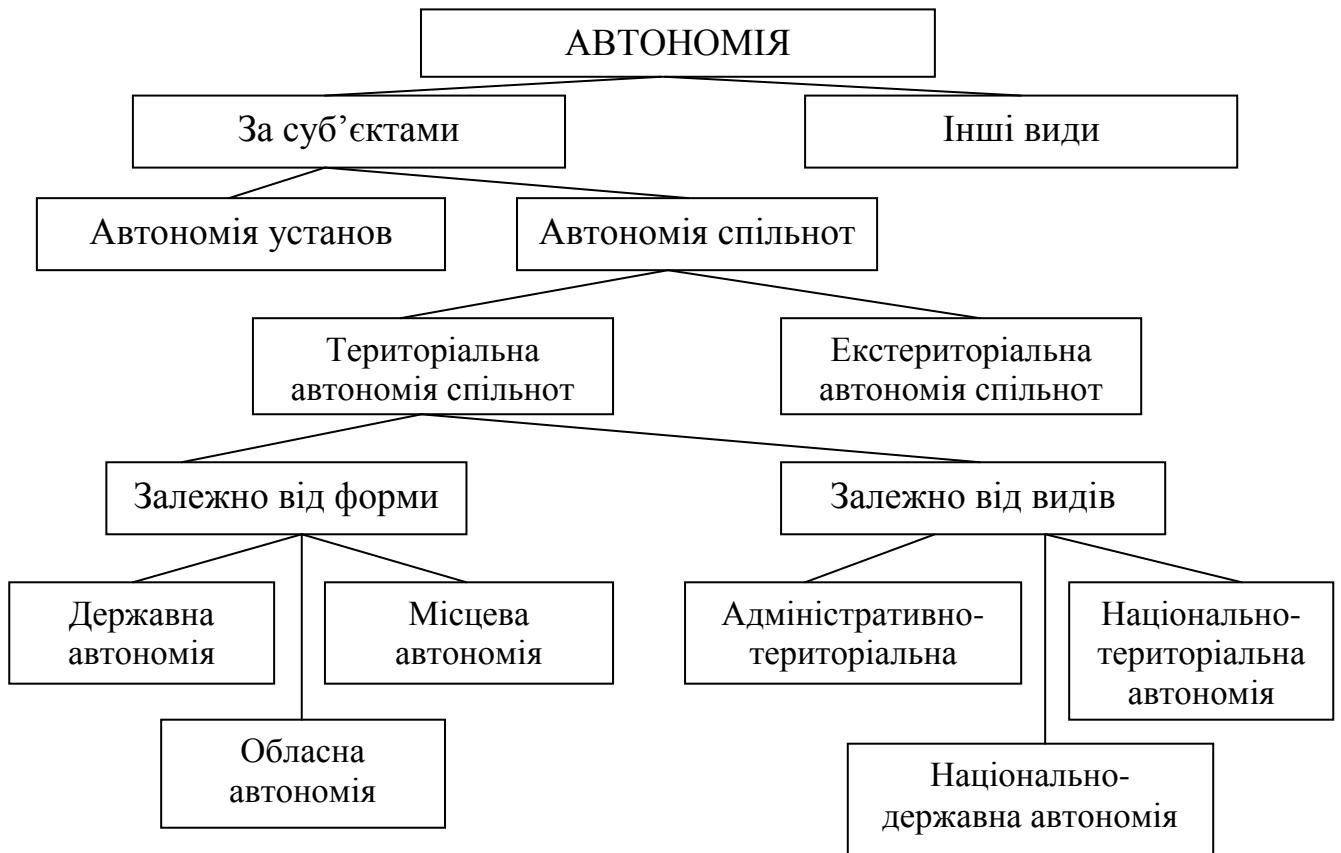 АВТОНОМІЯ
За суб’єктами
Інші види
Автономія установ
Автономія спільнот
Територіальна
автономія спільнот
Екстериторіальна
автономія спільнот
Залежно від форми
Залежно від видів
Державна
автономія
Місцева
автономія
Адміністративно-
територіальна
Національно-
територіальна
автономія
Обласна
автономія
Національно-
державна автономія